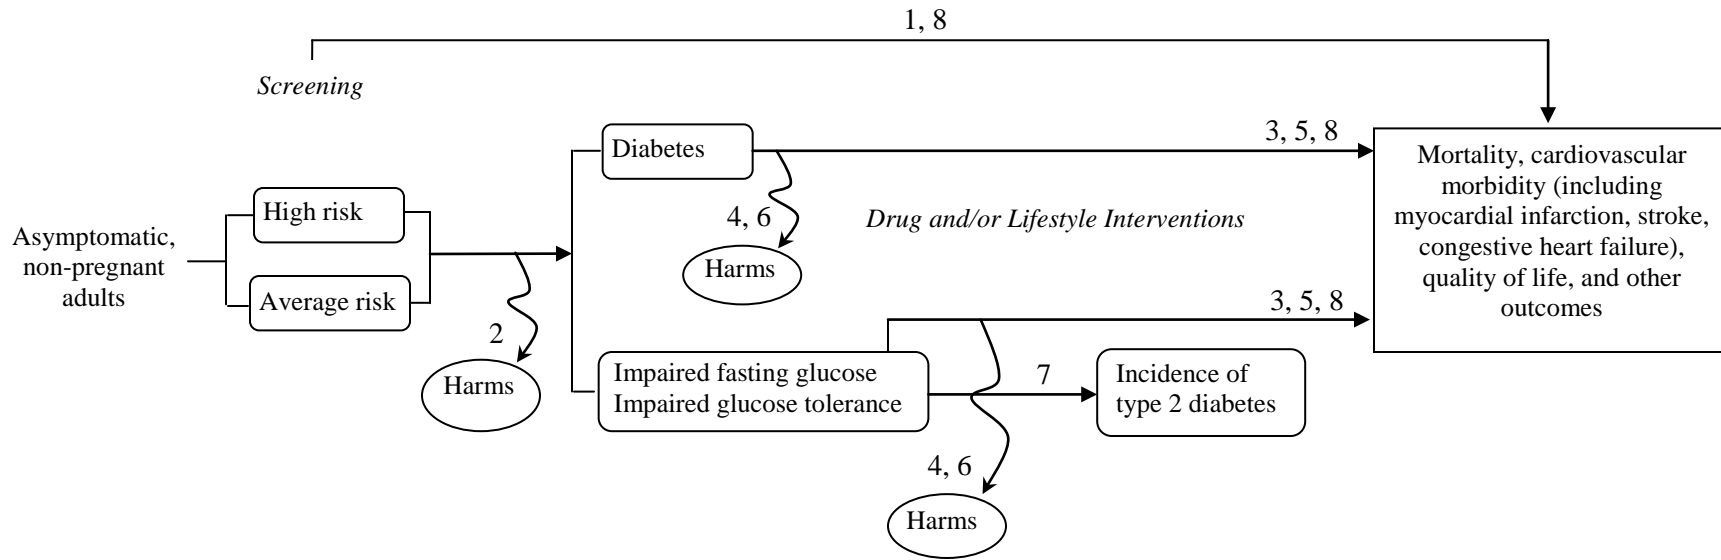 1, 8
Screening
Asymptomatic,
non-pregnant
adults
High risk
Average risk
2
Harms
Diabetes
3, 5, 8
4, 6
Harms
Drug and/or Lifestyle Interventions
Impaired fasting glucose
Impaired glucose tolerance
3, 5, 8
7
Incidence of
type 2 diabetes
4, 6
Harms
Mortality, cardiovascular
morbidity (including
myocardial infarction, stroke,
congestive heart failure),
quality of life, and other
outcomes